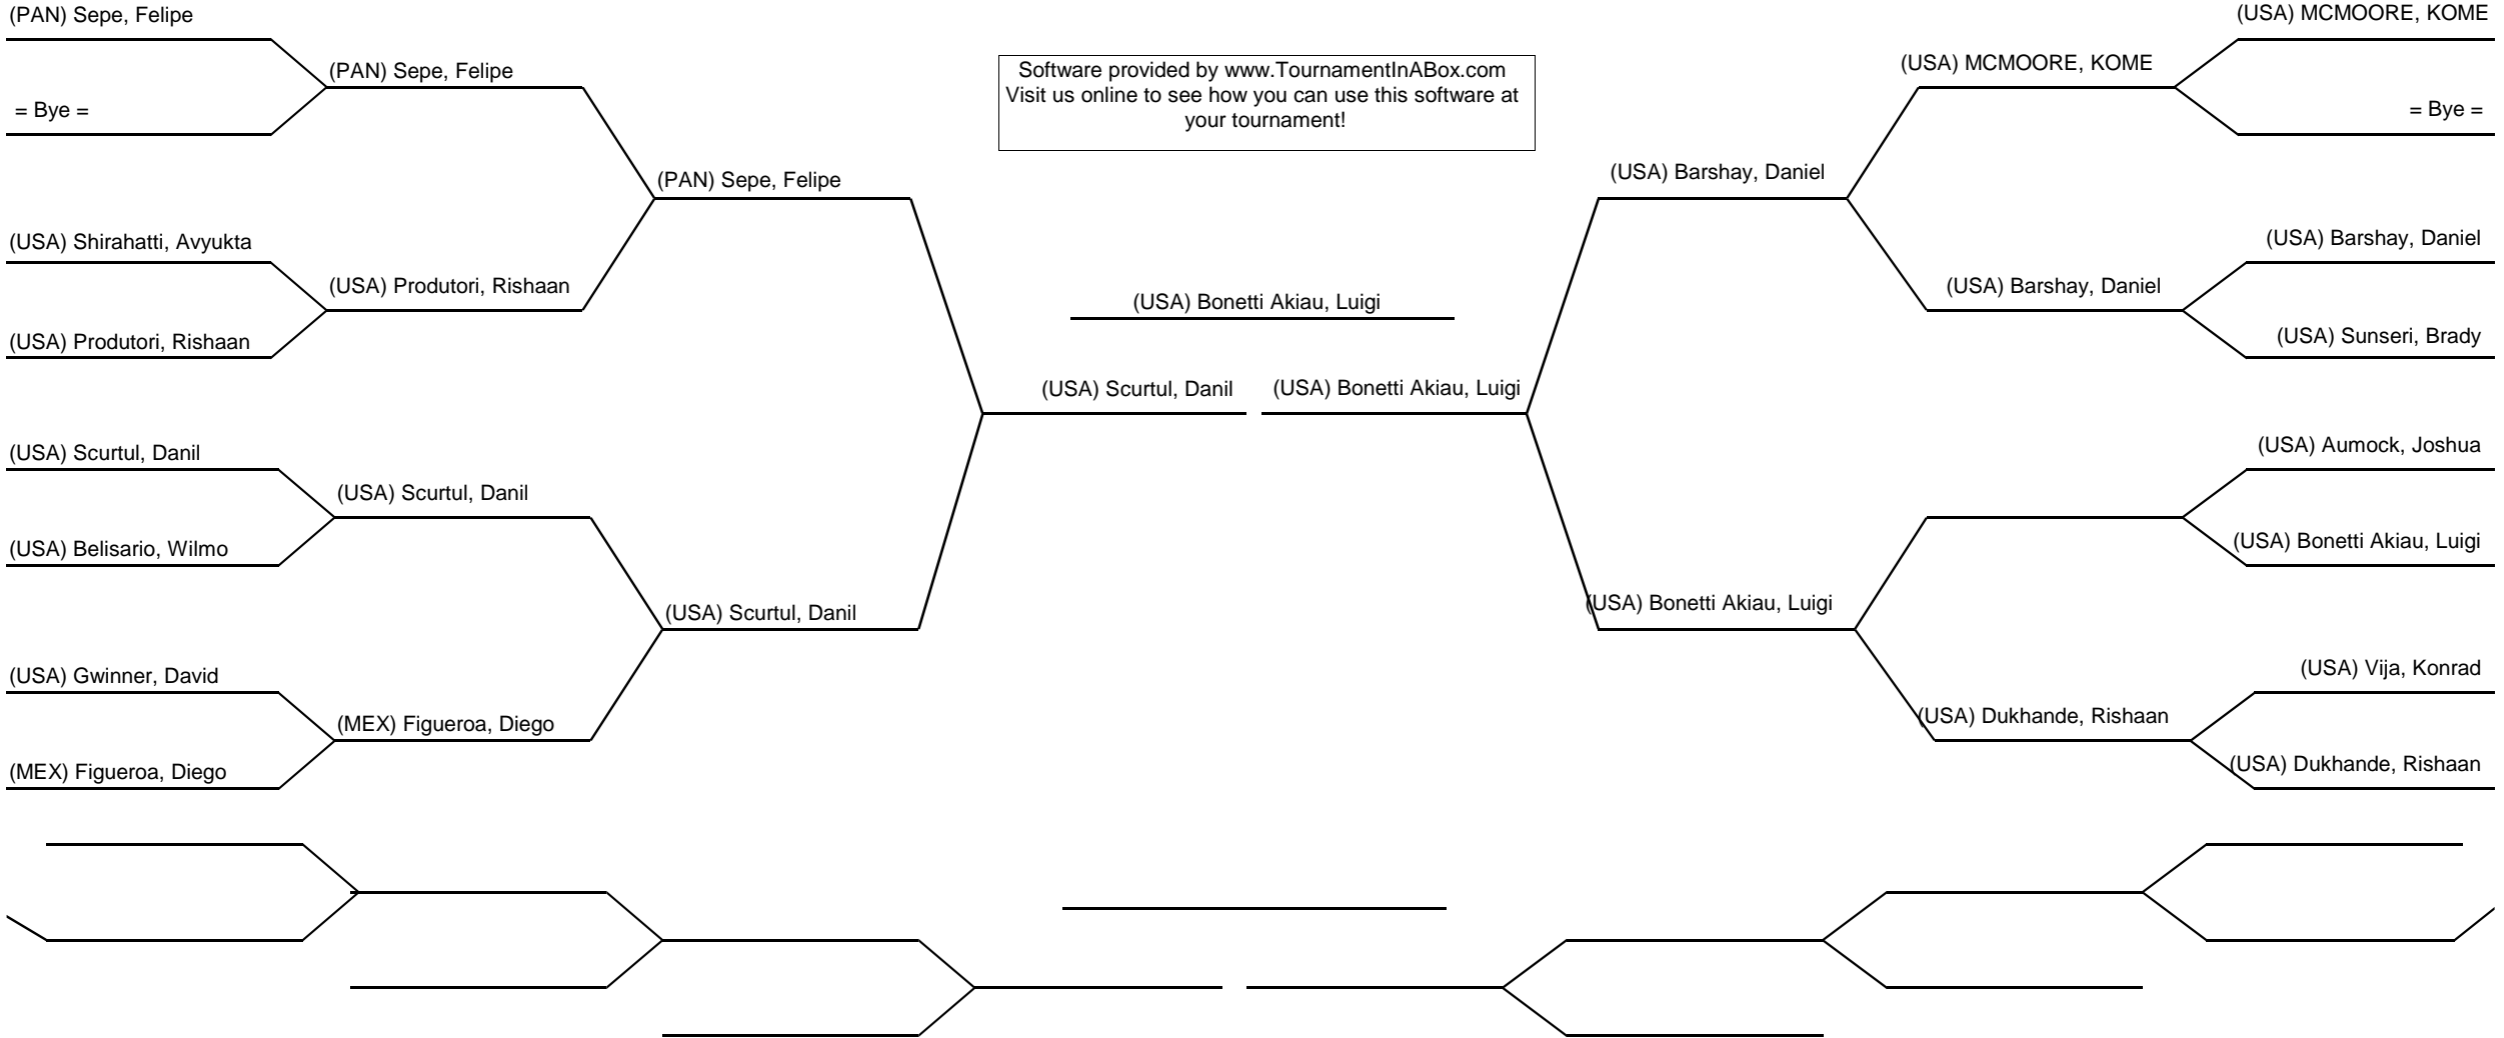 (PAN) Sepe, Felipe
= Bye =
(USA) Shirahatti, Avyukta
(USA) Produtori, Rishaan
(USA) Scurtul, Danil
(USA) Belisario, Wilmo
(USA) Gwinner, David
(MEX) Figueroa, Diego
(PAN) Sepe, Felipe
(USA) Produtori, Rishaan
(USA) Scurtul, Danil
(MEX) Figueroa, Diego
(PAN) Sepe, Felipe
(USA) Scurtul, Danil
Software provided by www.TournamentInABox.com
Visit us online to see how you can use this software at
your tournament!
(USA) Bonetti Akiau, Luigi
(USA) Scurtul, Danil
(USA) Bonetti Akiau, Luigi
(USA) Barshay, Daniel
(USA) Bonetti Akiau, Luigi
(USA) MCMOORE, KOME
(USA) Barshay, Daniel
(USA) Dukhande, Rishaan
(USA) MCMOORE, KOME
= Bye =
(USA) Barshay, Daniel
(USA) Sunseri, Brady
(USA) Aumock, Joshua
(USA) Bonetti Akiau, Luigi
(USA) Vija, Konrad
(USA) Dukhande, Rishaan